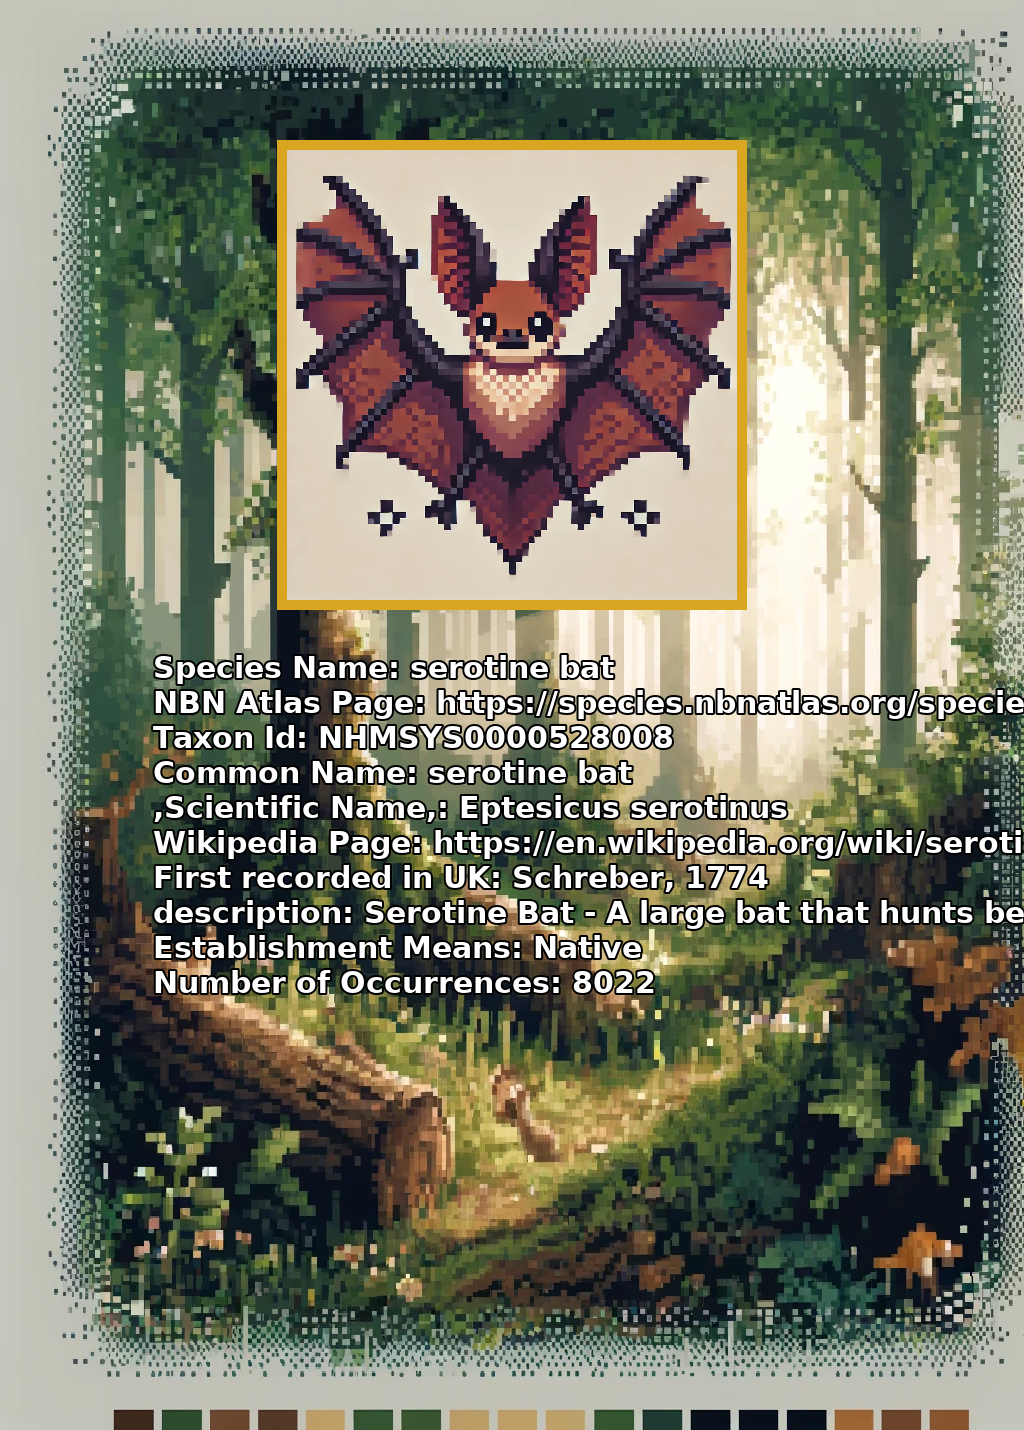 Species Name: serotine bat
NBN Atlas Page: https://species.nbnatlas.org/specie
Taxon Id: NHMSYS0000528008
Common Name: serotine bat
,Scientific Name,: Eptesicus serotinus
Wikipedia Page: https://en.wikipedia.org/wiki/seroti
First recorded in UK: Schreber, 1774
description: Serotine Bat - A large bat that hunts be
Establishment Means: Native
Number of Occurrences: 8022